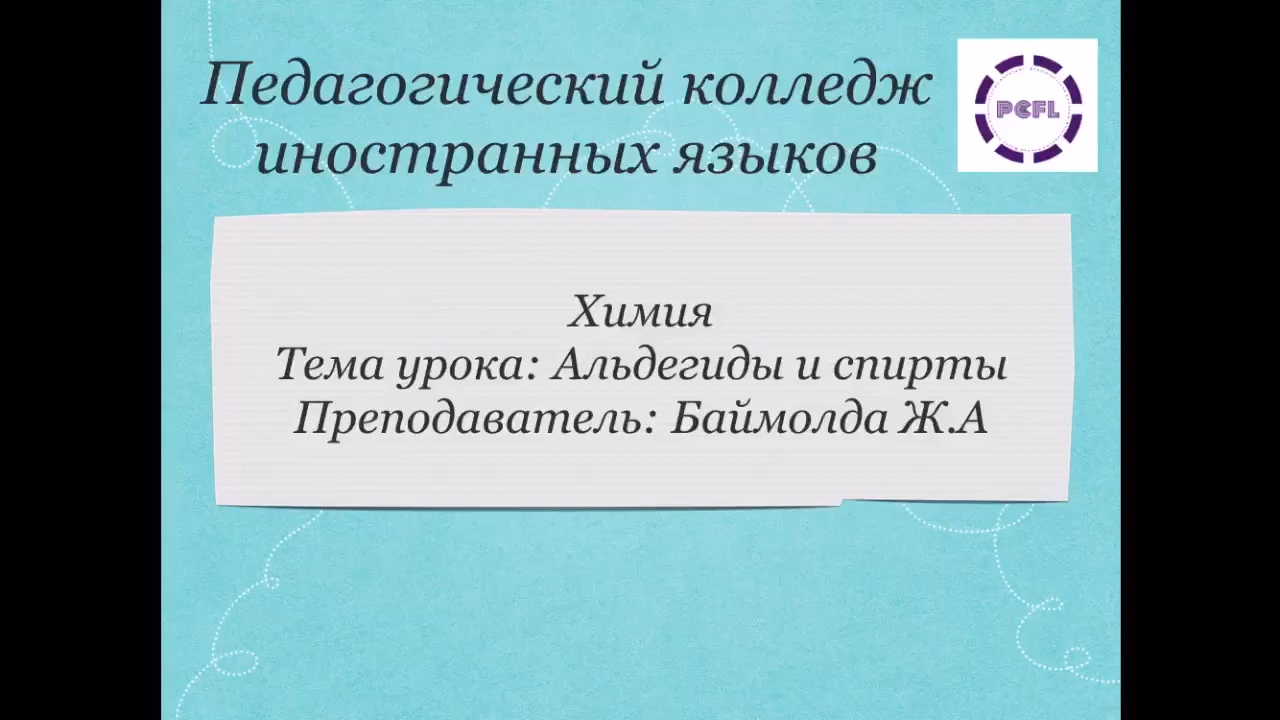 Педагогический колледж
иностранных языков
PCFL
Химия
Тема урока: Альдегиды и спирты
Преподаватель: Баймолда Ж.А